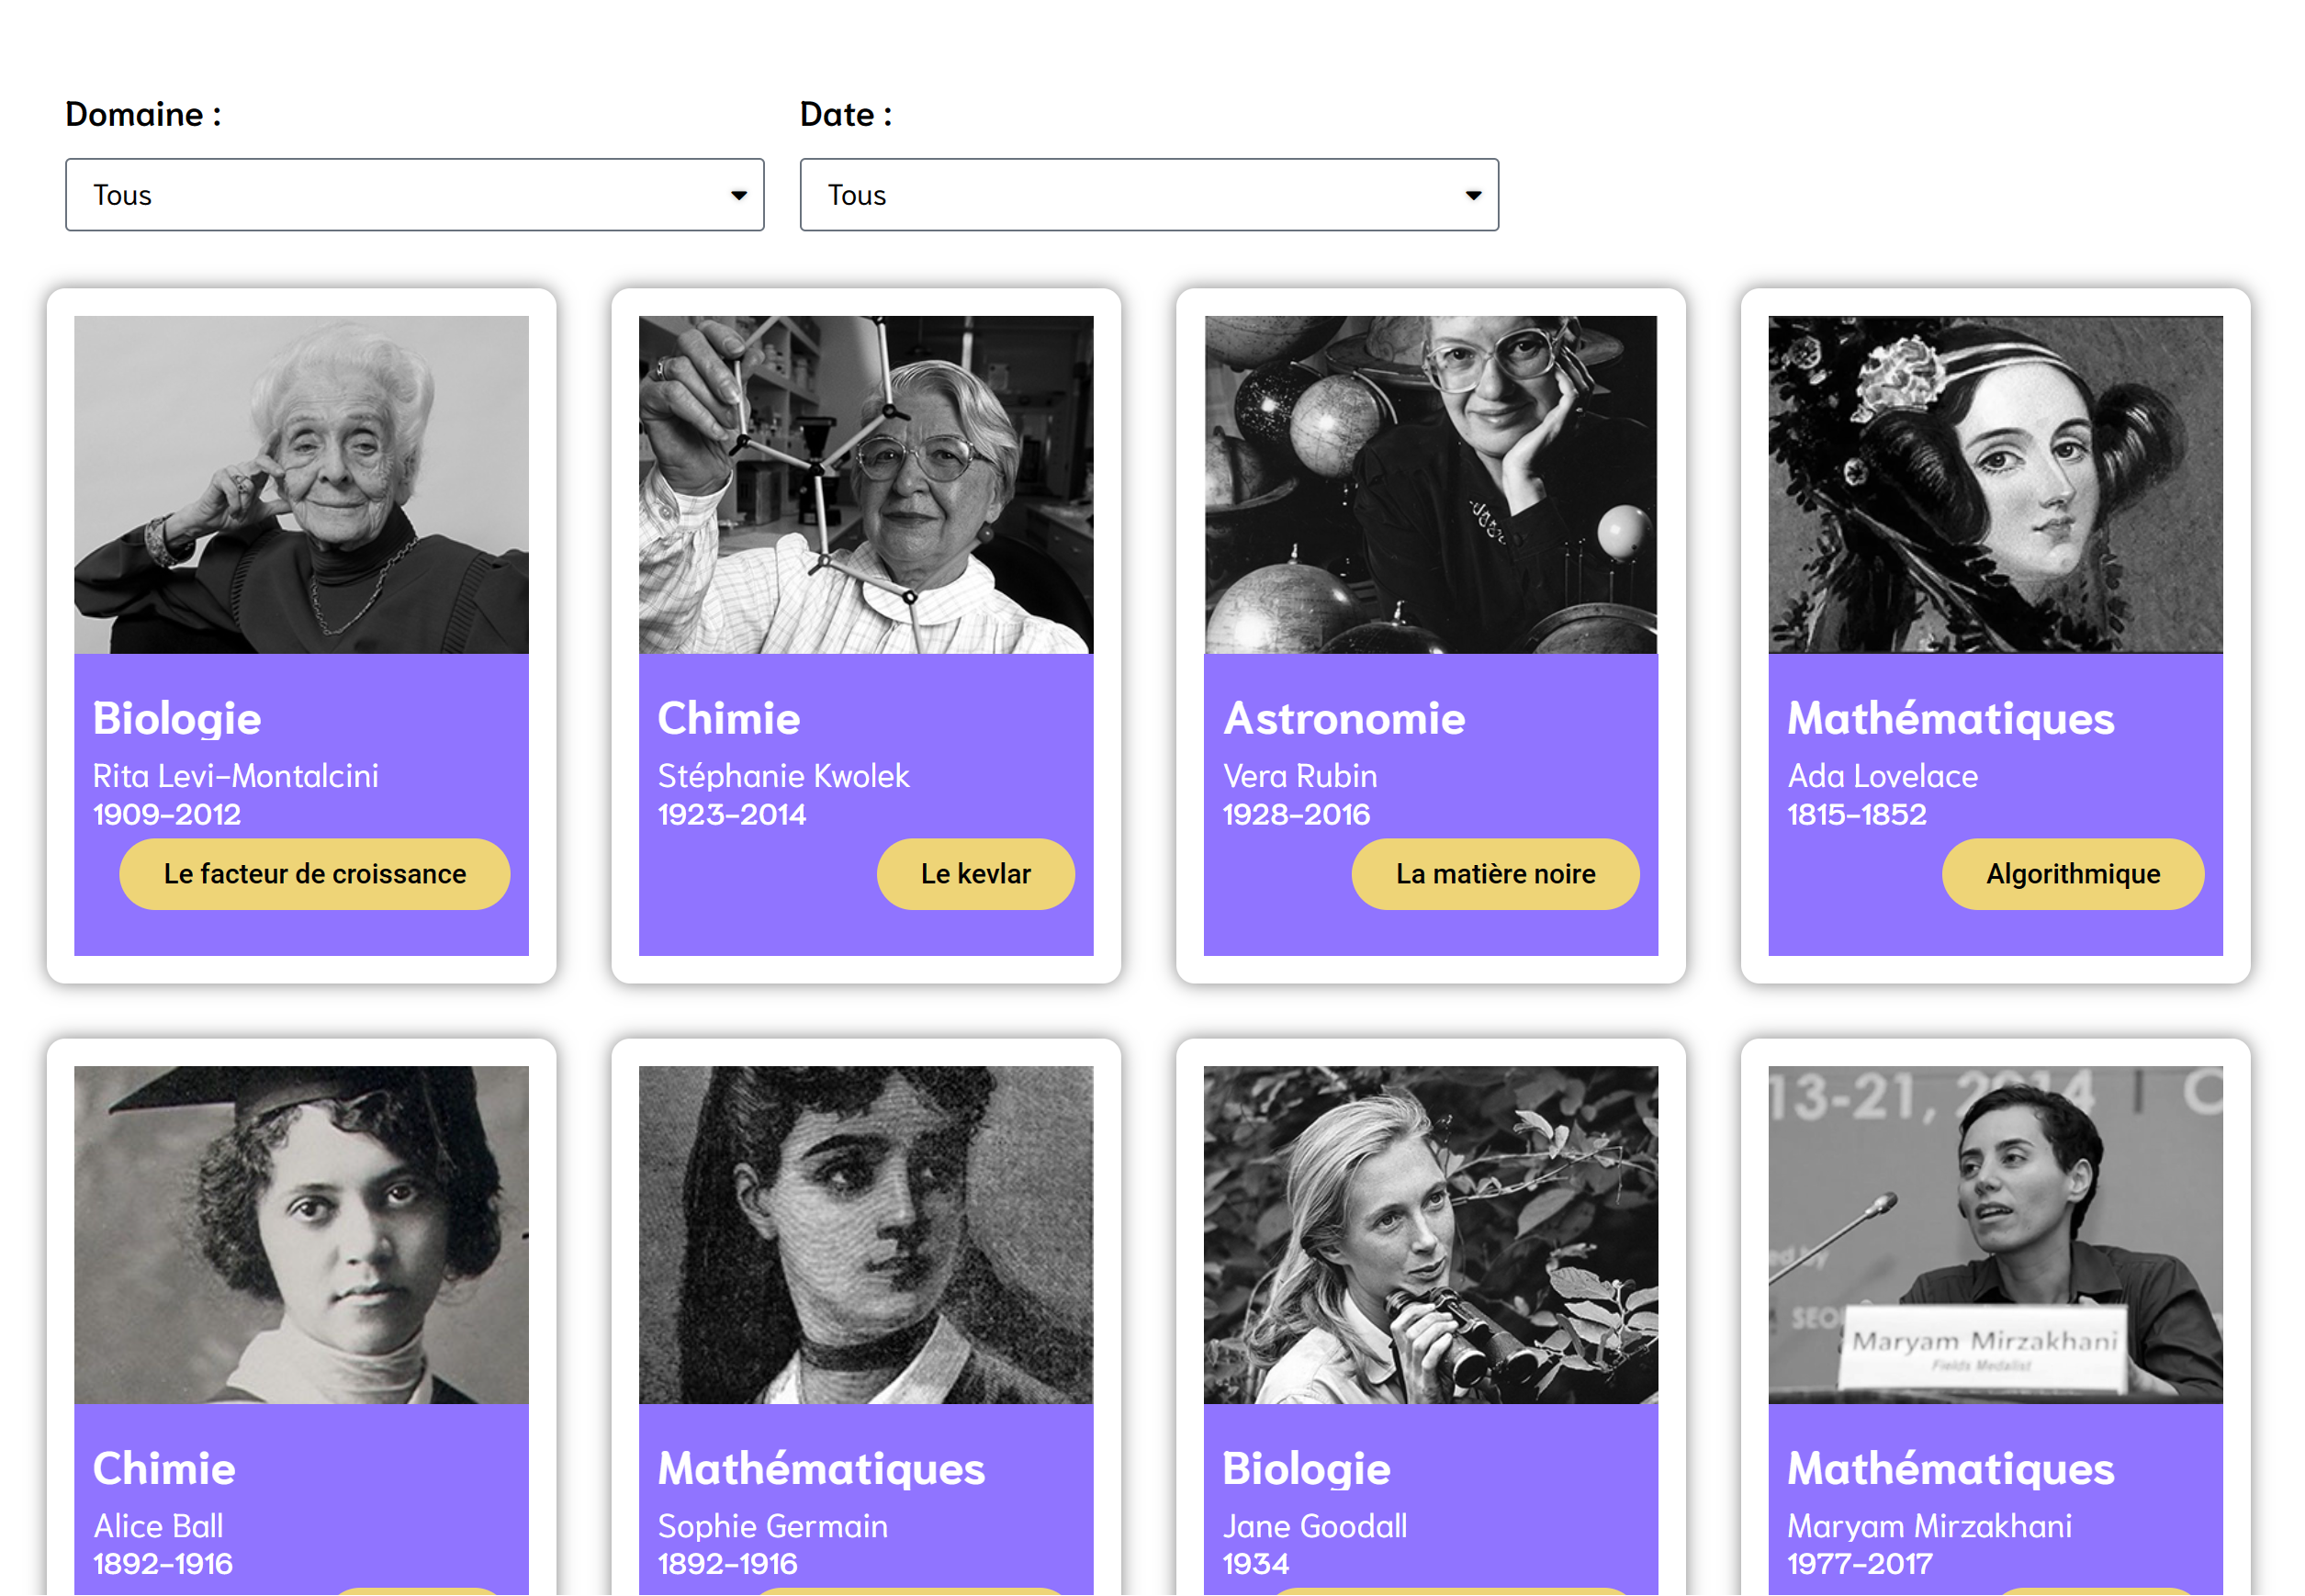 Domaine :
Date :
Tous
Tous
Biologie
Rita Levi-Montalcini
1909-2012
Le facteur de croissance
Chimie
Stéphanie Kwolek
1923-2014
Le kevlar
Astronomie
Vera Rubin
1928-2016
La matière noire
Mathématiques
Ada Lovelace
1815-1852
Algorithmique
Chimie
Alice Ball
1892-1916
Mathématiques
Sophie Germain
1892-1916
Biologie
Jane Goodall
1934
13-21, 2014
Maryam Mirzakhani
Fields Medalist
Mathématiques
Maryam Mirzakhani
1977-2017